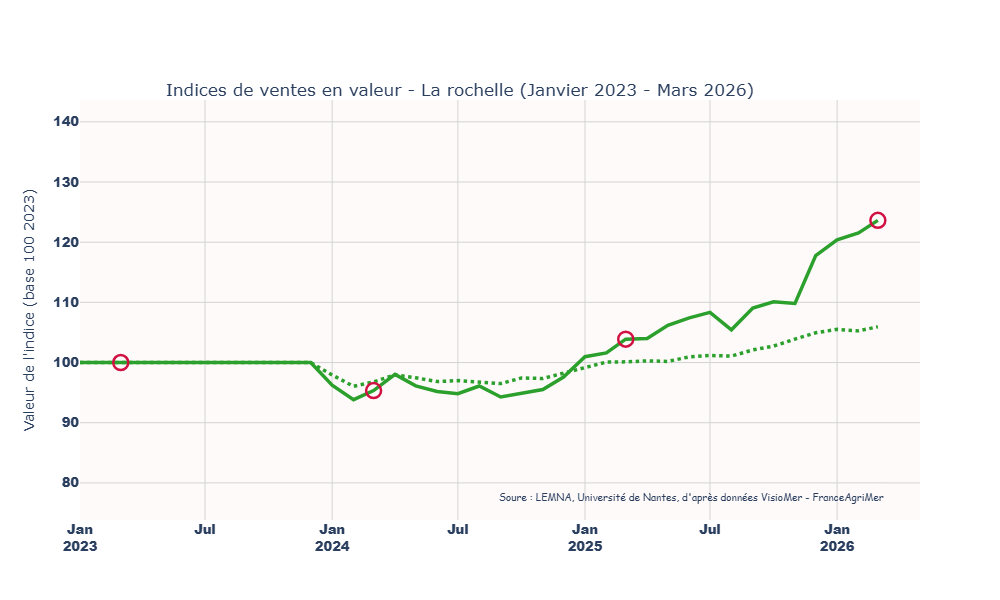 Indices de ventes en valeur - La rochelle (Janvier 2023 - Mars 2026)
Valeur de l'indice (base 100 2023)
140
130
120
110
100
90
80
Soure : LEMNA, Université de Nantes, d'après données VisioMer - FranceAgriMer
Jan Jul Jan Jul Jan Jul Jan
2023 2024 2025 2026